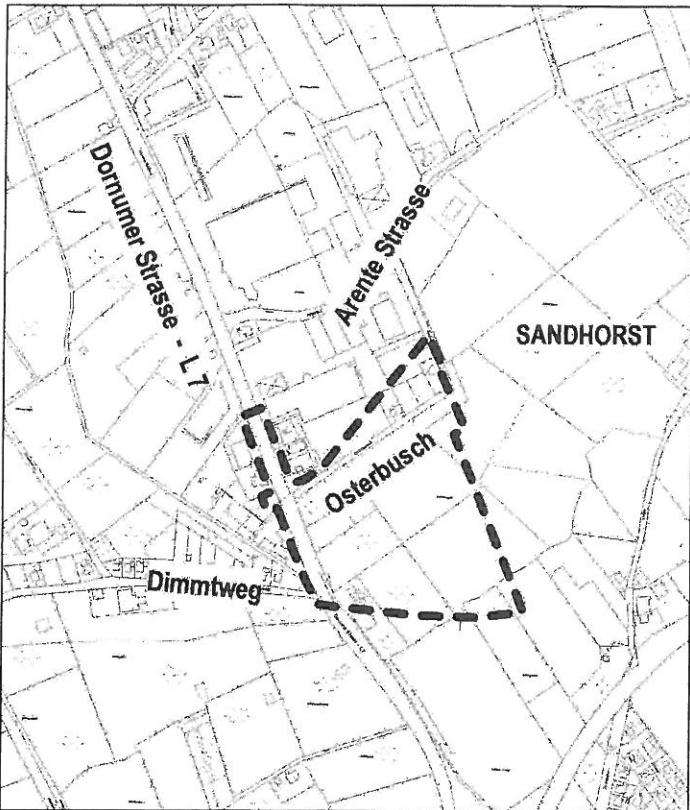 Dornumer Strasse - L 7
Arente Strasse
SANDHORST
Osterbusch
Dimmtweg